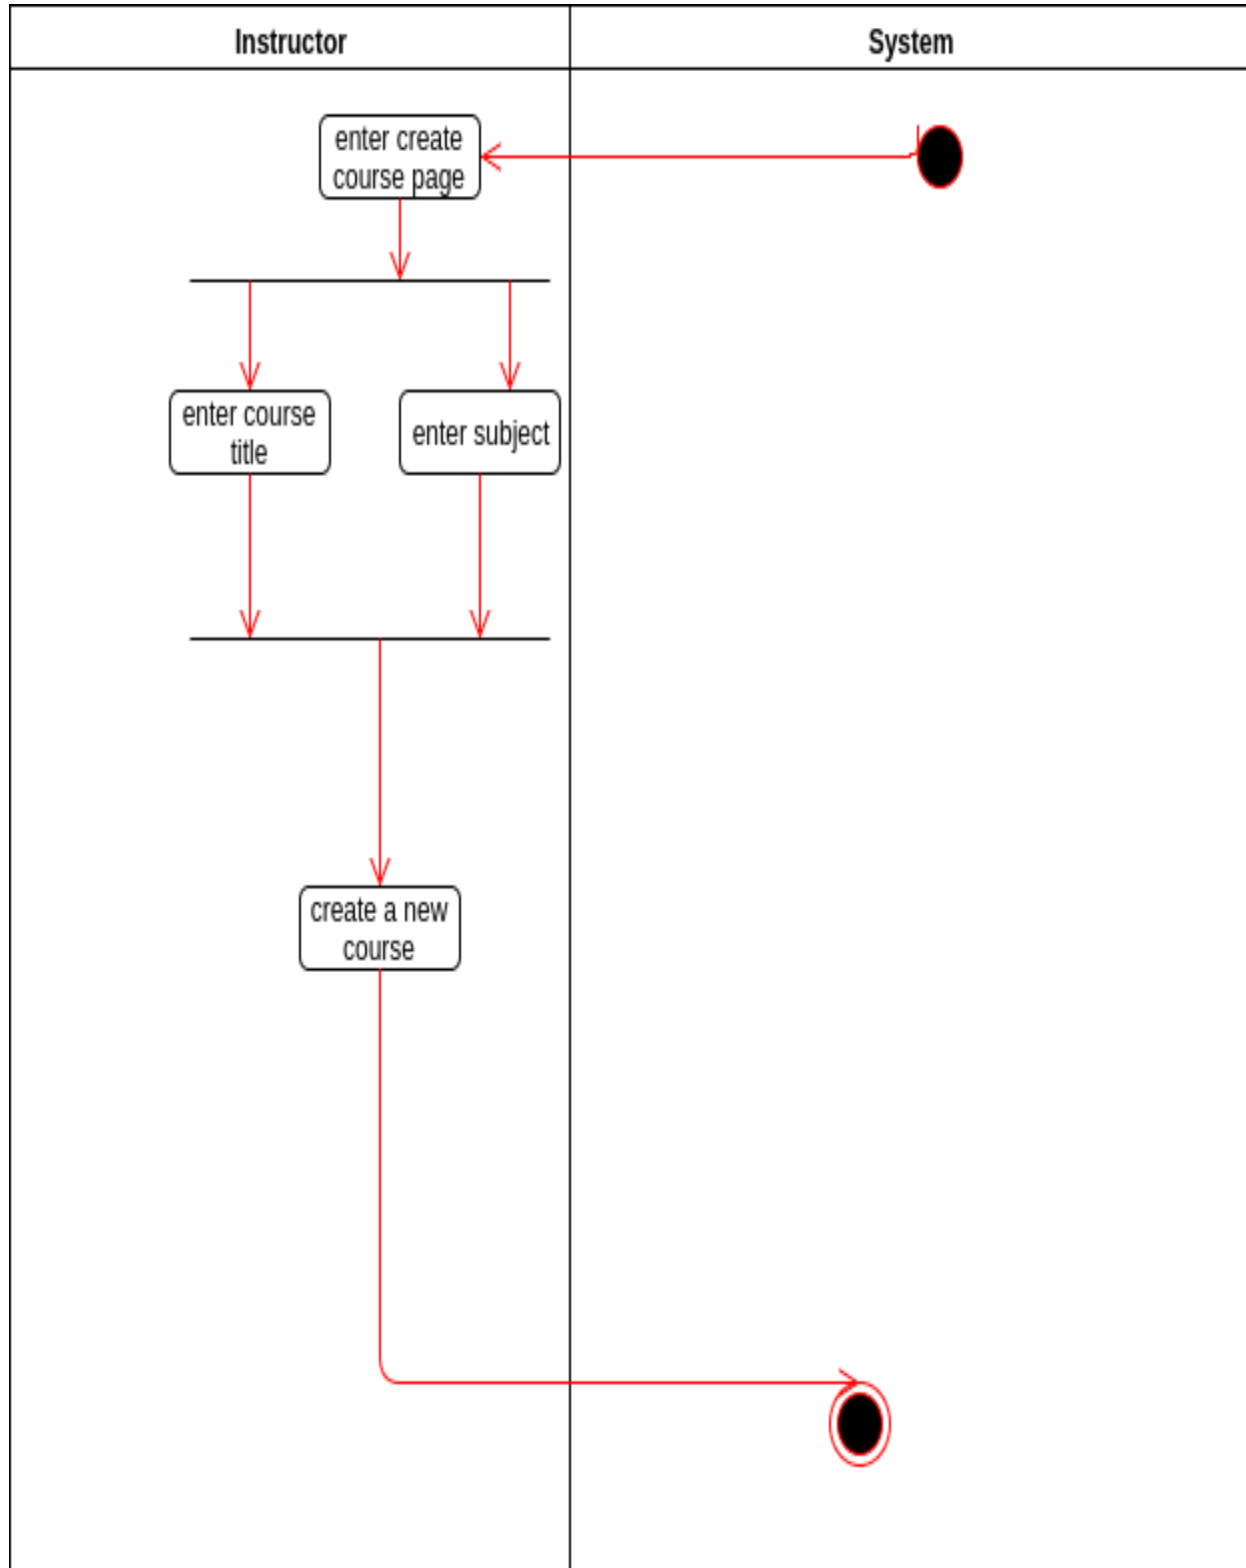 Instructor
System
enter create
course page
enter course
title
enter subject
create a new
course